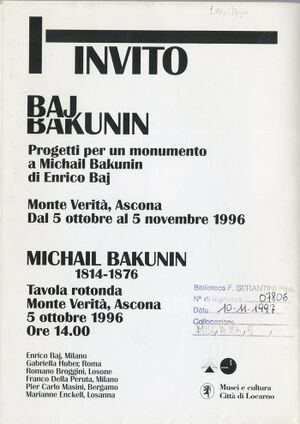 INVITO
BAJ
BAKUNIN
Progetti per un monumento
a Michail Bakunin
di Enrico Baj
Monte Verità, Ascona
Dal 5 ottobre al 5 novembre 1996
MICHAIL BAKUNIN
1814-1876
Tavola rotonda
Monte Verità, Ascona
5 ottobre 1996
Ore 14.00
Biblioteca F. SERANTINI
N° di ingresso 07806
Data 10-11-1997
Collocazione
Enrico Baj, Milano
Gabriella Huber, Roma
Romano Broggini, Losone
Franco Della Peruta, Milano
Pier Carlo Masini, Bergamo
Marianne Enckell, Losanna
Musei e cultura
Città di Locarno